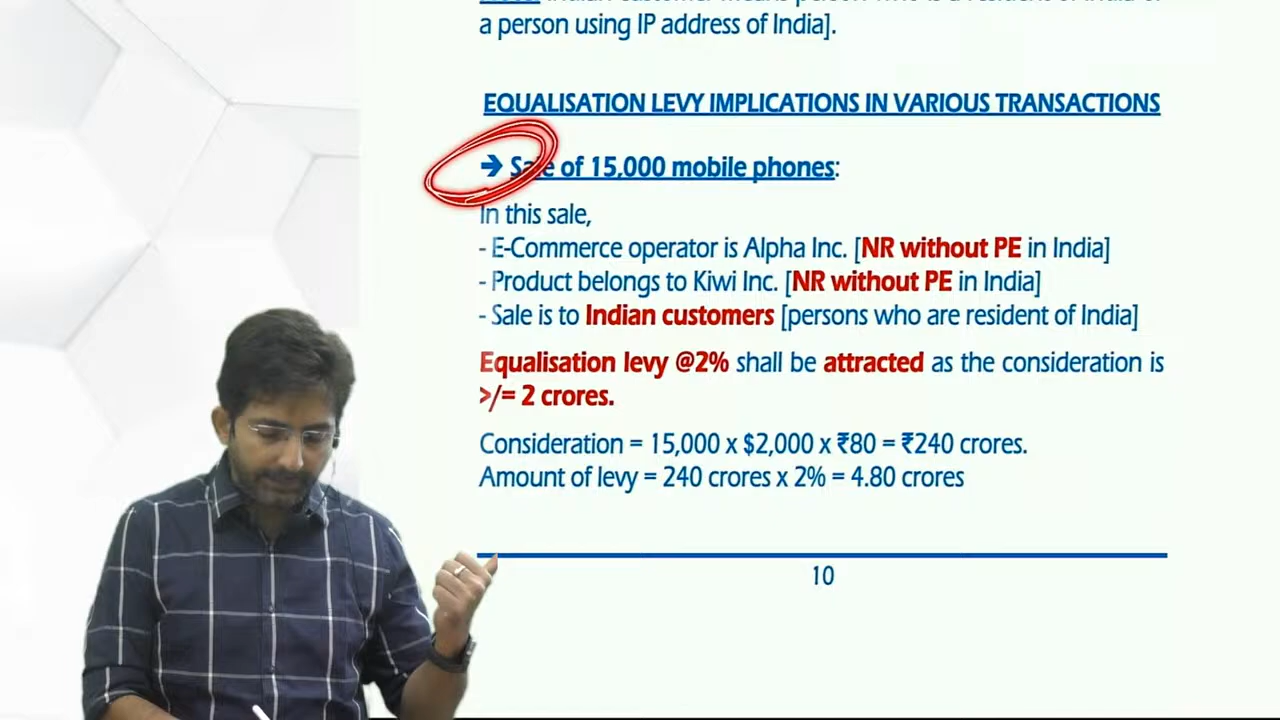 a person using IP address of India].
EQUALISATION LEVY IMPLICATIONS IN VARIOUS TRANSACTIONS
➔ Sale of 15,000 mobile phones:
In this sale,
- E-Commerce operator is Alpha Inc. [NR without PE in India]
- Product belongs to Kiwi Inc. [NR without PE in India]
- Sale is to Indian customers [persons who are resident of India]
Equalisation levy @2% shall be attracted as the consideration is
>/= 2 crores.
Consideration = 15,000 x $2,000 x ₹80 = ₹240 crores.
Amount of levy = 240 crores x 2% = 4.80 crores
10